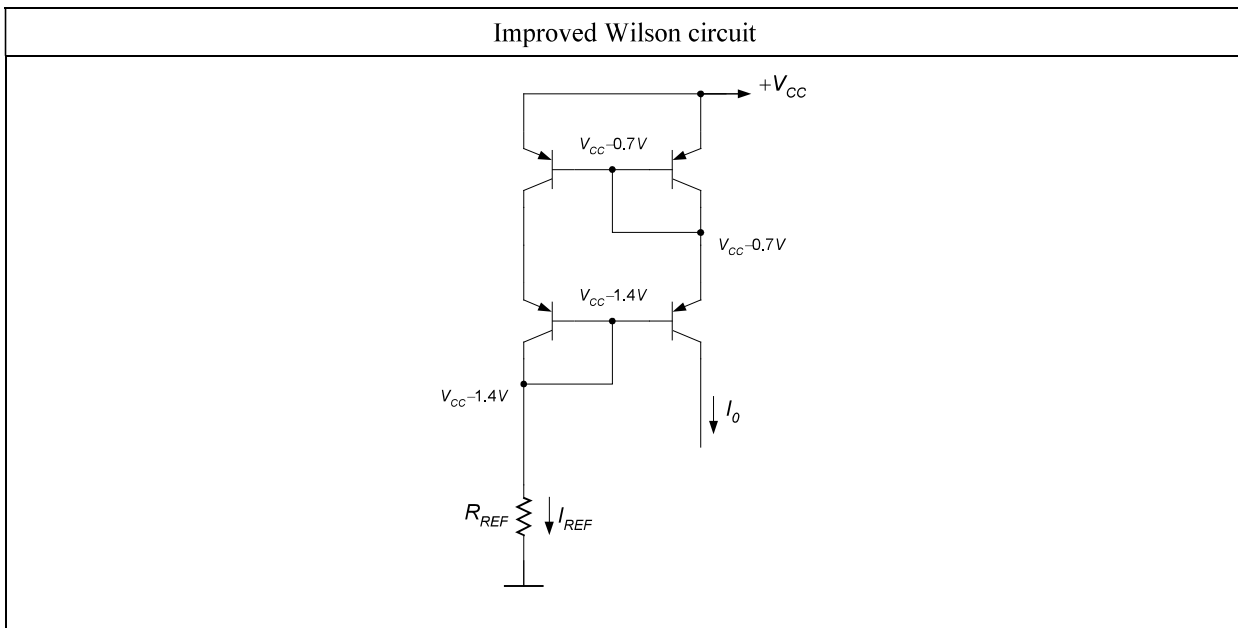 Improved Wilson circuit
+V_CC
V_CC–0.7V
V_CC–0.7V
V_CC–1.4V
V_CC–1.4V
I_0
R_REF
I_REF